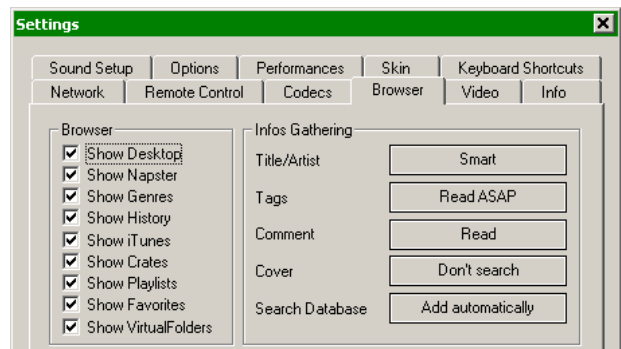 Settings
Sound Setup Options Performances Skin Keyboard Shortcuts
Network Remote Control Codecs Browser Video Info
Browser
Show Desktop
Show Napster
Show Genres
Show History
Show iTunes
Show Crates
Show Playlists
Show Favorites
Show VirtualFolders
Infos Gathering
Title/Artist Smart
Tags Read ASAP
Comment Read
Cover Don't search
Search Database Add automatically